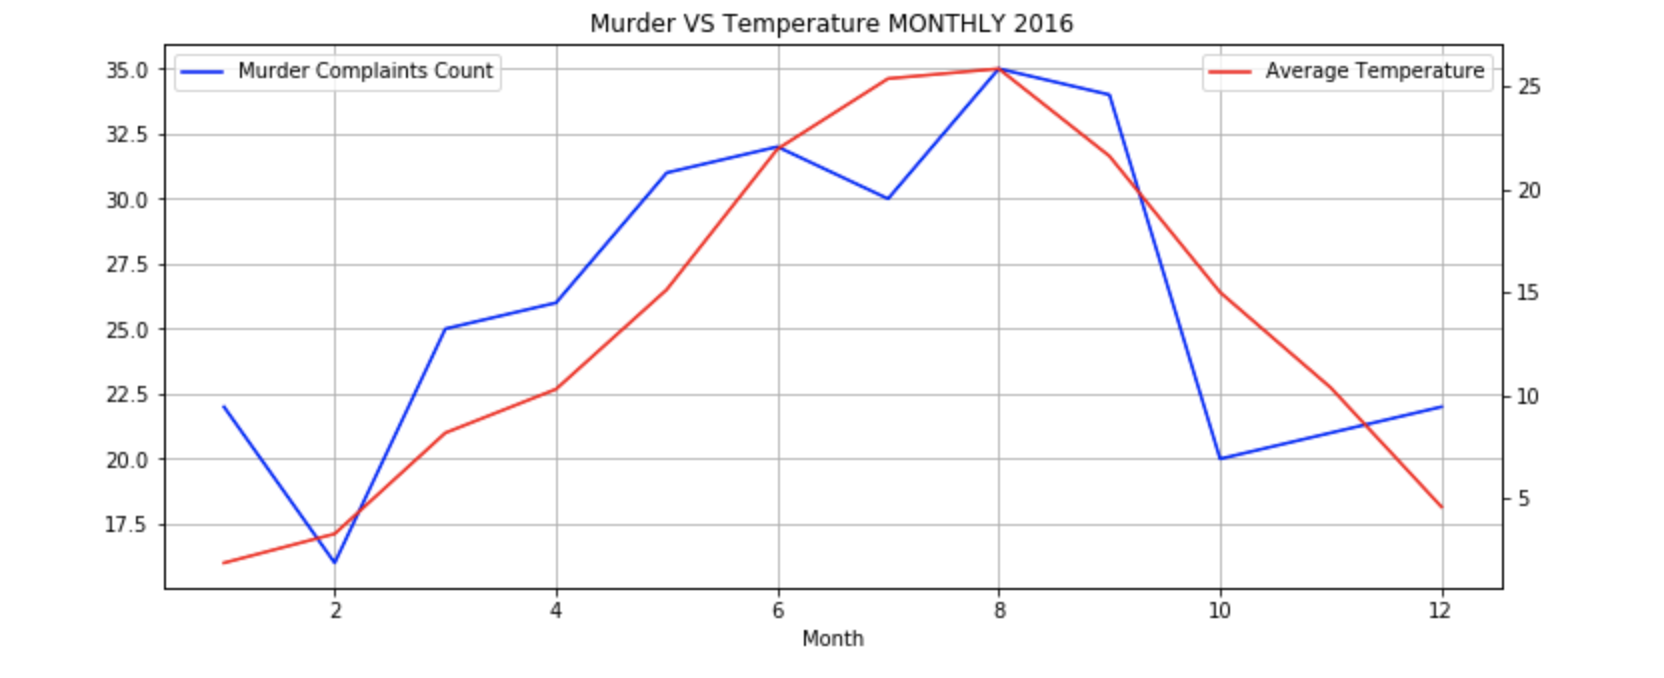 Murder VS Temperature MONTHLY 2016
Murder Complaints Count
Average Temperature
35.0
32.5
30.0
27.5
25.0
22.5
20.0
17.5
25
20
15
10
5
2 4 6 8 10 12
Month